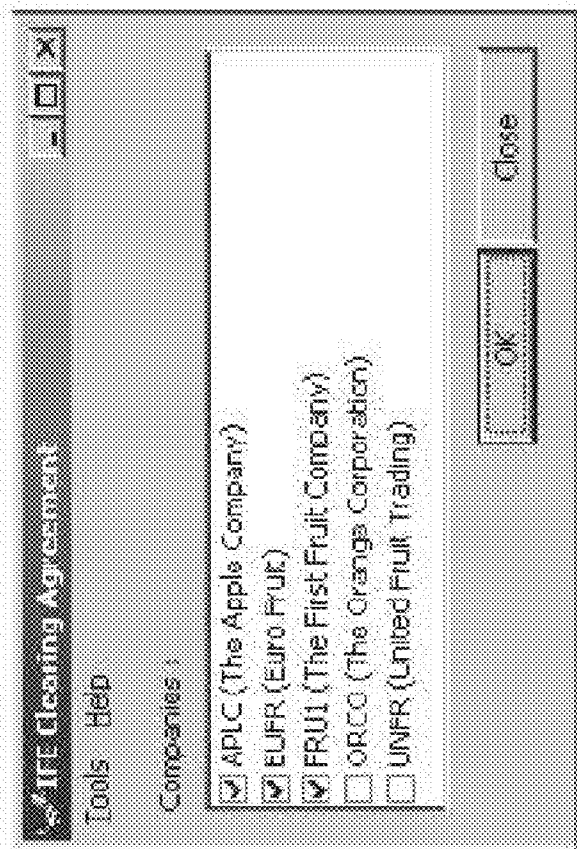 TFE Clearing Agreement
Tools Help
Companies :
APLC (The Apple Company)
EUFR (Euro Fruit)
FRU1 (The First Fruit Company)
ORCO (The Orange Corporation)
UNFR (United Fruit Trading)
OK Close